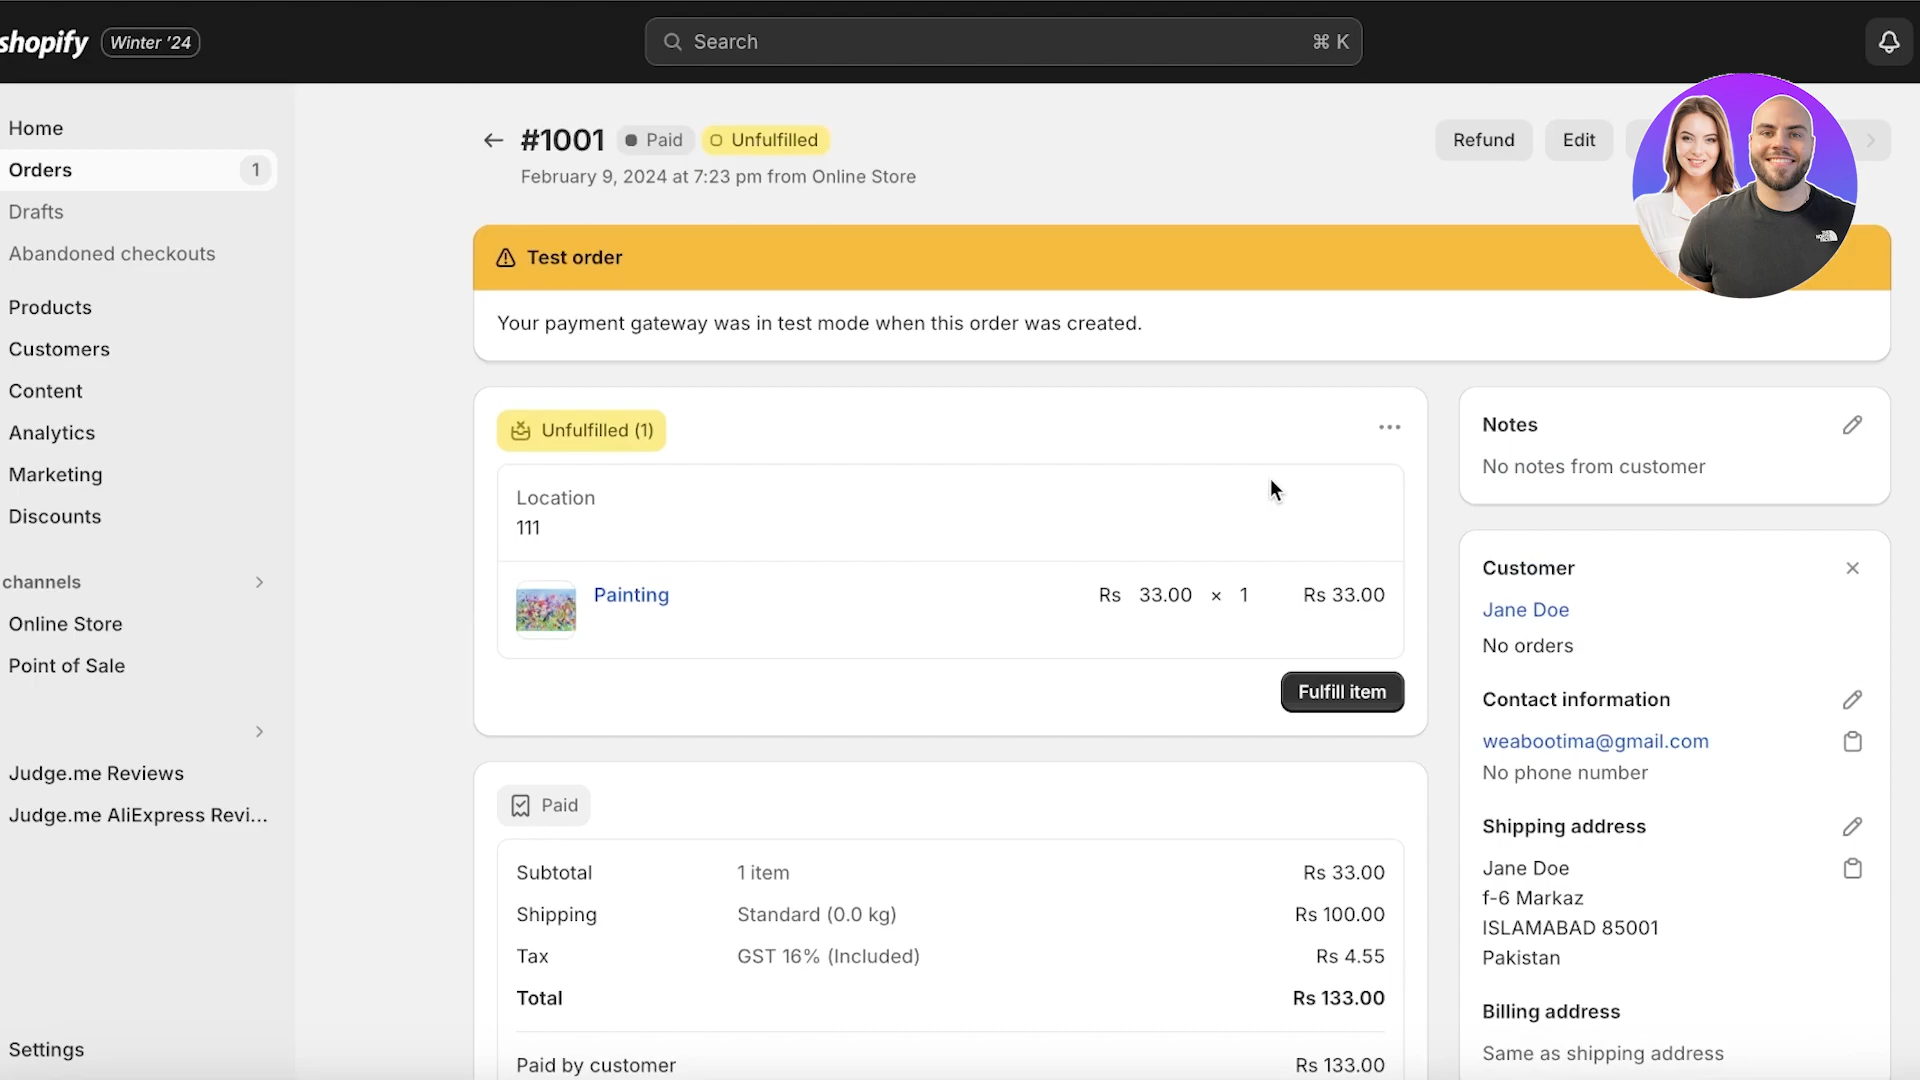 shopify Winter '24
Search ⌘ K
Home
Orders 1
Drafts
Abandoned checkouts
Products
Customers
Content
Analytics
Marketing
Discounts
channels
Online Store
Point of Sale
Judge.me Reviews
Judge.me AliExpress Revi...
Settings
#1001 Paid Unfulfilled
February 9, 2024 at 7:23 pm from Online Store
Refund Edit
Test order
Your payment gateway was in test mode when this order was created.
Unfulfilled (1)
Location
111
Painting Rs 33.00 × 1 Rs 33.00
Fulfill item
Paid
Subtotal 1 item Rs 33.00
Shipping Standard (0.0 kg) Rs 100.00
Tax GST 16% (Included) Rs 4.55
Total Rs 133.00
Paid by customer Rs 133.00
Notes
No notes from customer
Customer
Jane Doe
No orders
Contact information
weabootima@gmail.com
No phone number
Shipping address
Jane Doe
f-6 Markaz
ISLAMABAD 85001
Pakistan
Billing address
Same as shipping address